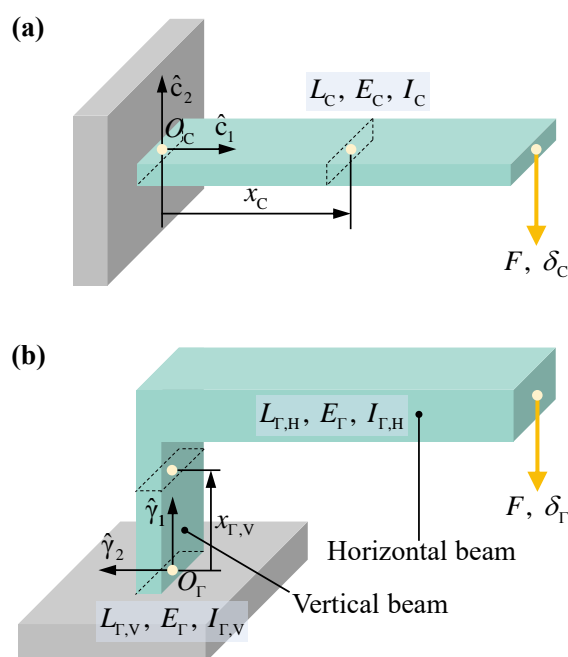 (a)
ĉ₂
O_C
ĉ₁
L_C, E_C, I_C
x_C
F, δ_C
(b)
L_Γ,H, E_Γ, I_Γ,H
γ̂₁
x_Γ,V
γ̂₂
O_Γ
F, δ_Γ
Horizontal beam
Vertical beam
L_Γ,V, E_Γ, I_Γ,V